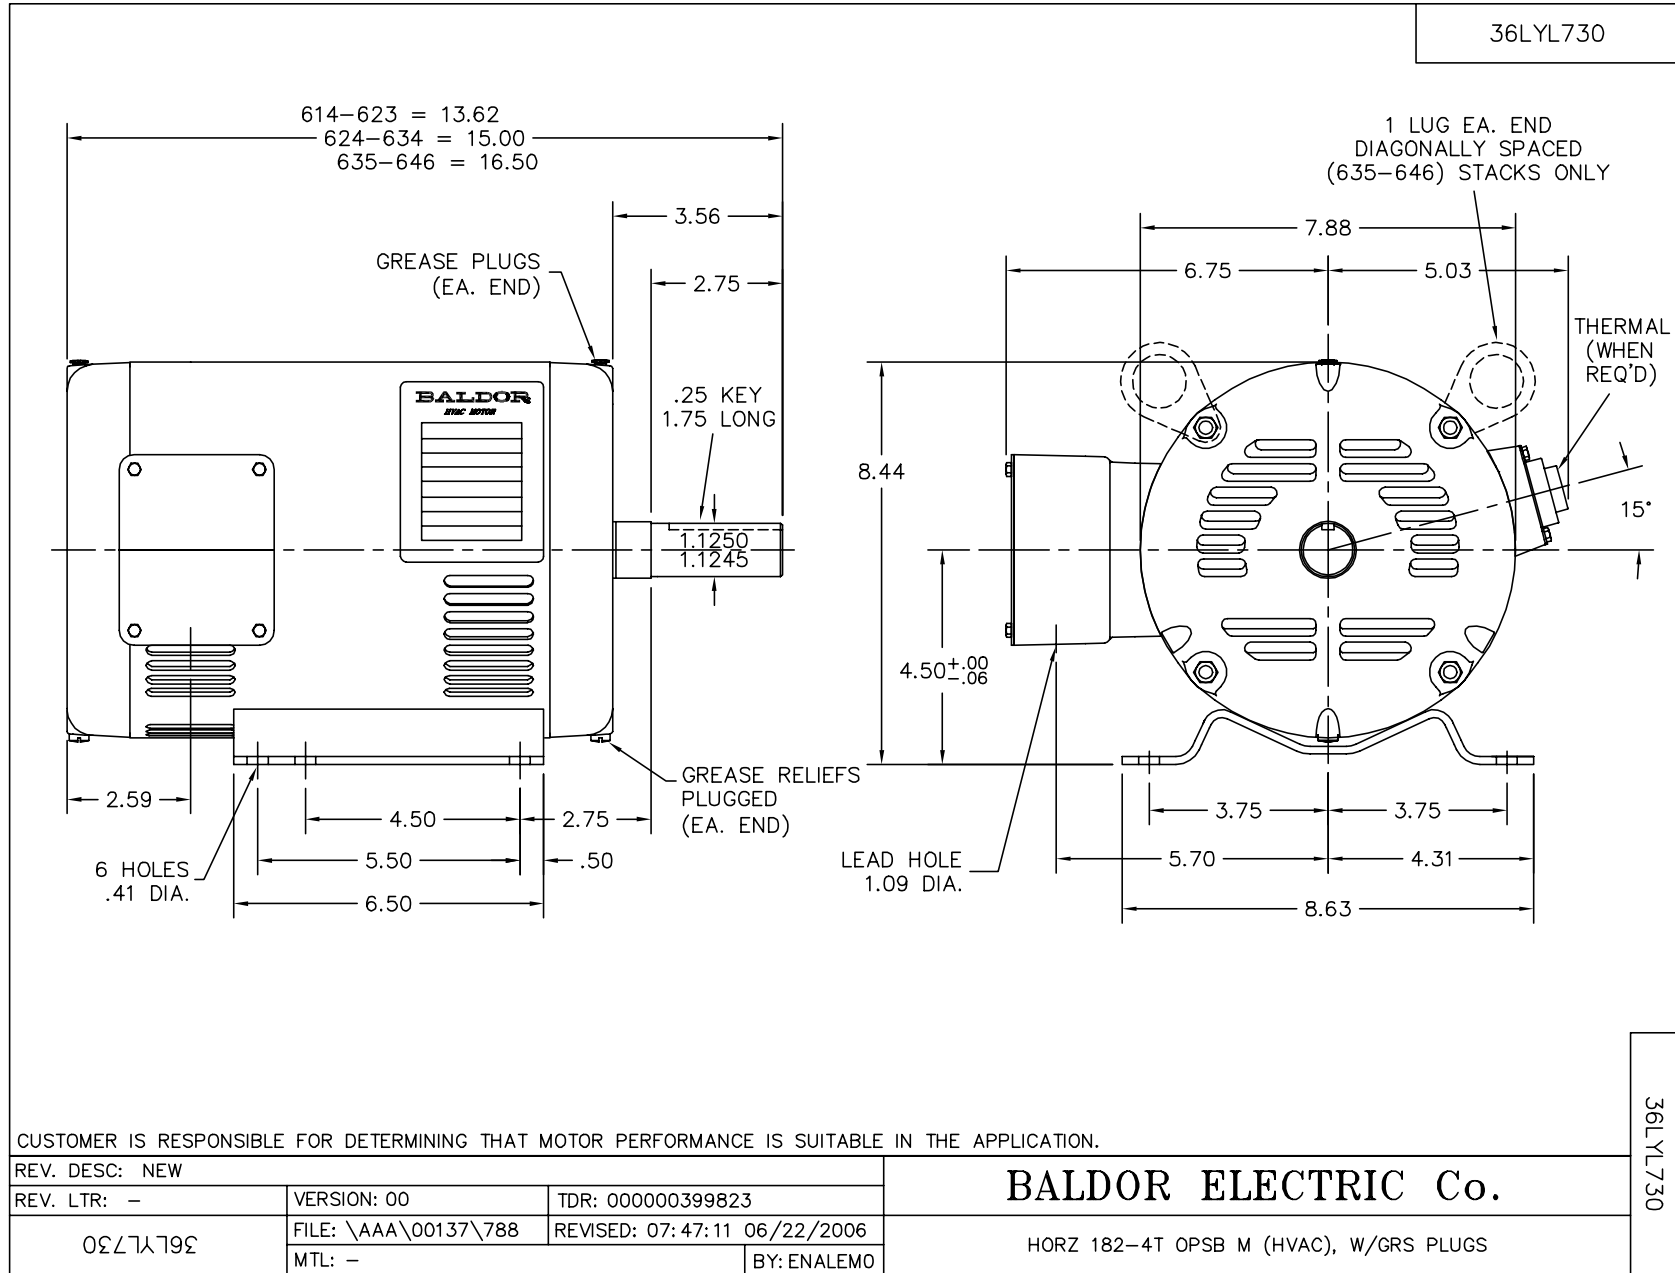 36LYL730
614-623 = 13.62
624-634 = 15.00
635-646 = 16.50
3.56
2.75
GREASE PLUGS
(EA. END)
BALDOR
HVAC MOTOR
.25 KEY
1.75 LONG
1.1250
1.1245
GREASE RELIEFS
PLUGGED
(EA. END)
2.59
4.50
2.75
5.50
.50
6.50
6 HOLES
.41 DIA.
1 LUG EA. END
DIAGONALLY SPACED
(635-646) STACKS ONLY
7.88
6.75
5.03
THERMAL
(WHEN
REQ'D)
8.44
15°
4.50+.00
-.06
3.75
3.75
LEAD HOLE
1.09 DIA.
5.70
4.31
8.63
CUSTOMER IS RESPONSIBLE FOR DETERMINING THAT MOTOR PERFORMANCE IS SUITABLE IN THE APPLICATION.
36LYL730
REV. DESC: NEW
REV. LTR: -
VERSION: 00
TDR: 000000399823
FILE: \AAA\00137\788
REVISED: 07:47:11 06/22/2006
36LYL730
MTL: -
BY: ENALEMO
BALDOR ELECTRIC Co.
HORZ 182-4T OPSB M (HVAC), W/GRS PLUGS